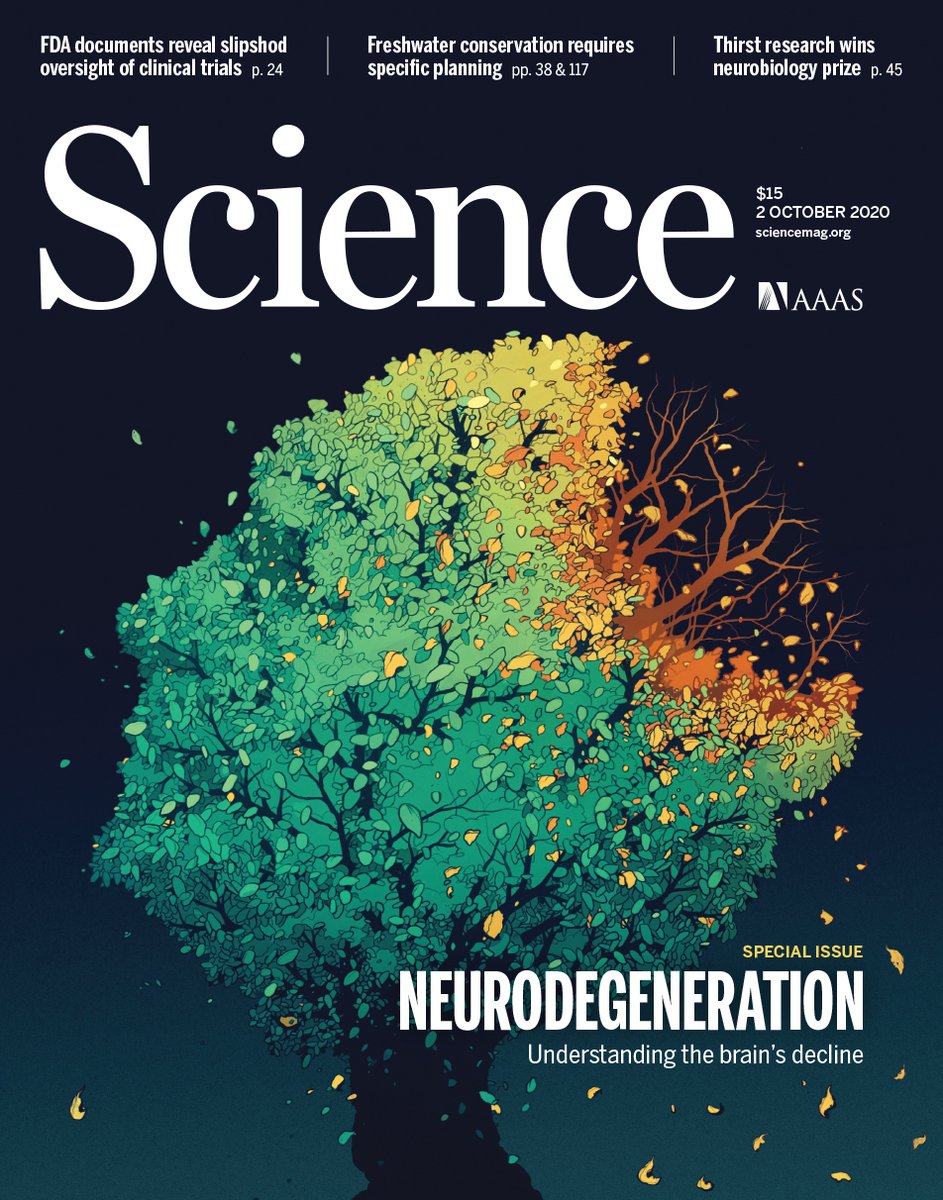 FDA documents reveal slipshod
oversight of clinical trials p. 24
Freshwater conservation requires
specific planning pp. 38 & 117
Thirst research wins
neurobiology prize p. 45
Science
$15
2 OCTOBER 2020
sciencemag.org
AAAS
SPECIAL ISSUE
NEURODEGENERATION
Understanding the brain’s decline